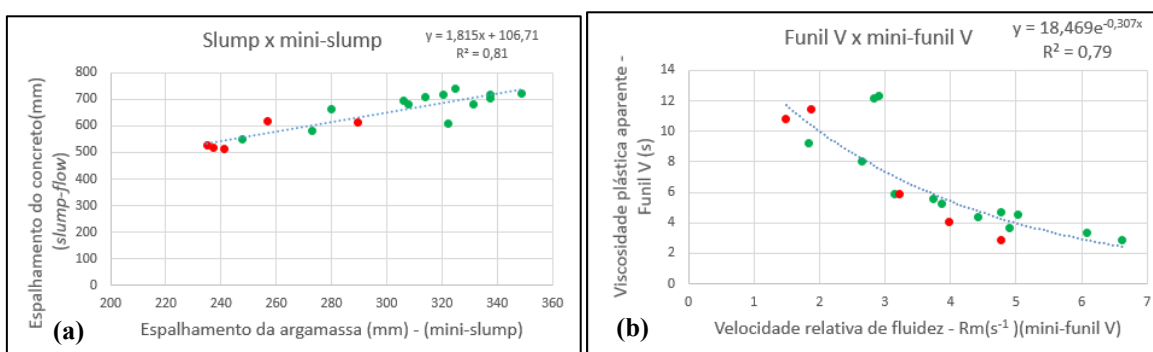 Slump x mini-slump
y = 1,815x + 106,71
R² = 0,81
Espalhamento do concreto(mm)
(slump-flow)
800
700
600
500
400
300
200
100
0
200 220 240 260 280 300 320 340 360
(a)
Espalhamento da argamassa (mm) - (mini-slump)
Funil V x mini-funil V
y = 18,469e^-0,307x
R² = 0,79
Viscosidade plástica aparente -
Funil V (s)
14
12
10
8
6
4
2
0
0 1 2 3 4 5 6 7
(b)
Velocidade relativa de fluidez - Rm(s⁻¹)(mini-funil V)